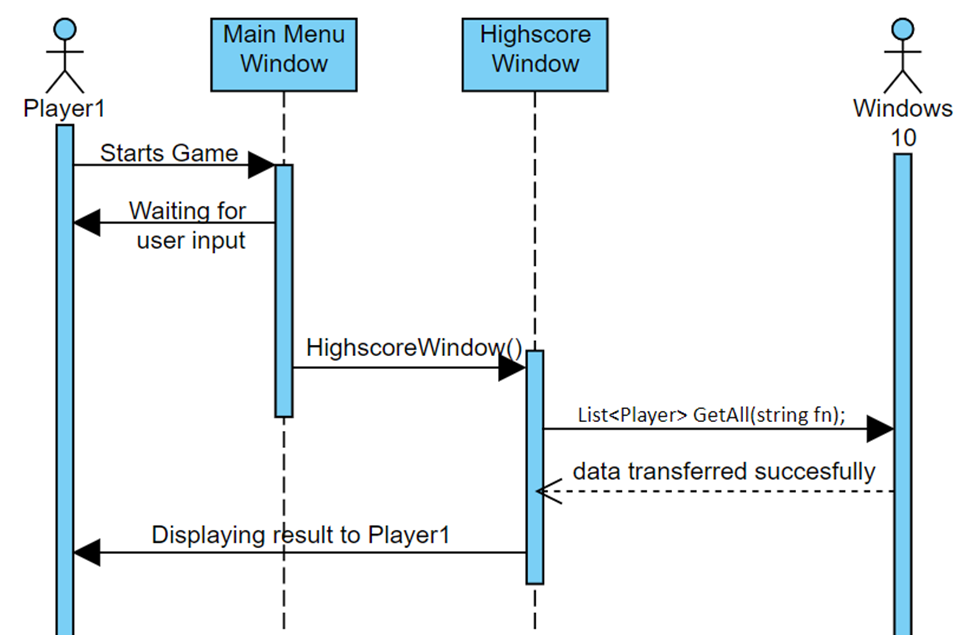 Main Menu
Window
Highscore
Window
Player1
Windows
10
Starts Game
Waiting for
user input
HighscoreWindow()
List<Player> GetAll(string fn);
data transferred succesfully
Displaying result to Player1